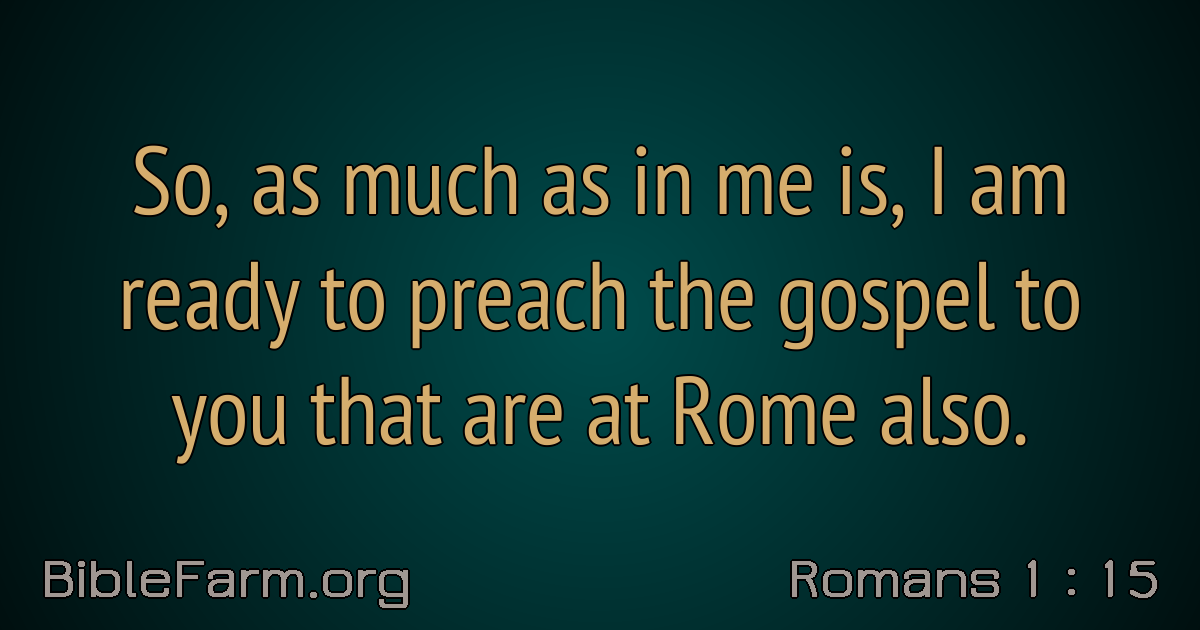 So, as much as in me is, I am
ready to preach the gospel to
you that are at Rome also.
BibleFarm.org
Romans 1 : 15